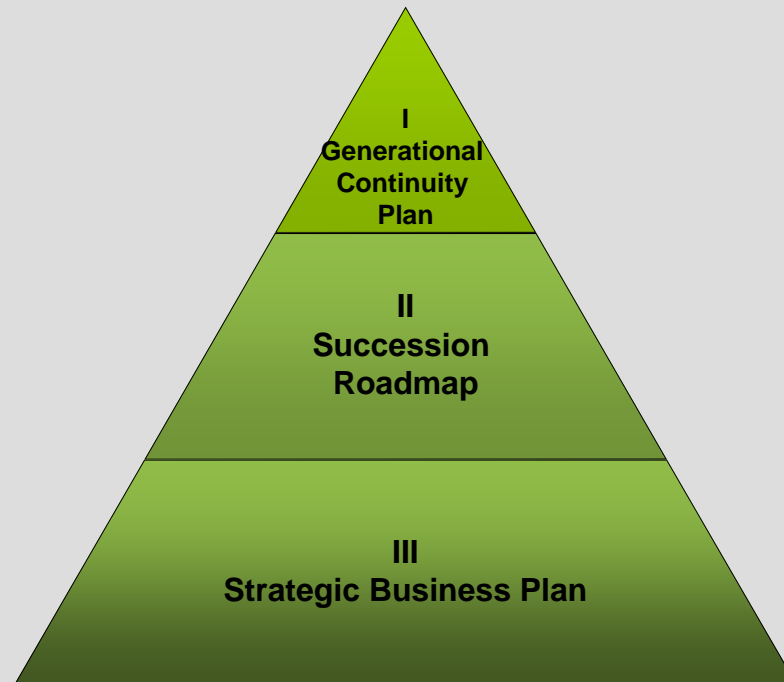 I
Generational
Continuity
Plan
II
Succession
Roadmap
III
Strategic Business Plan